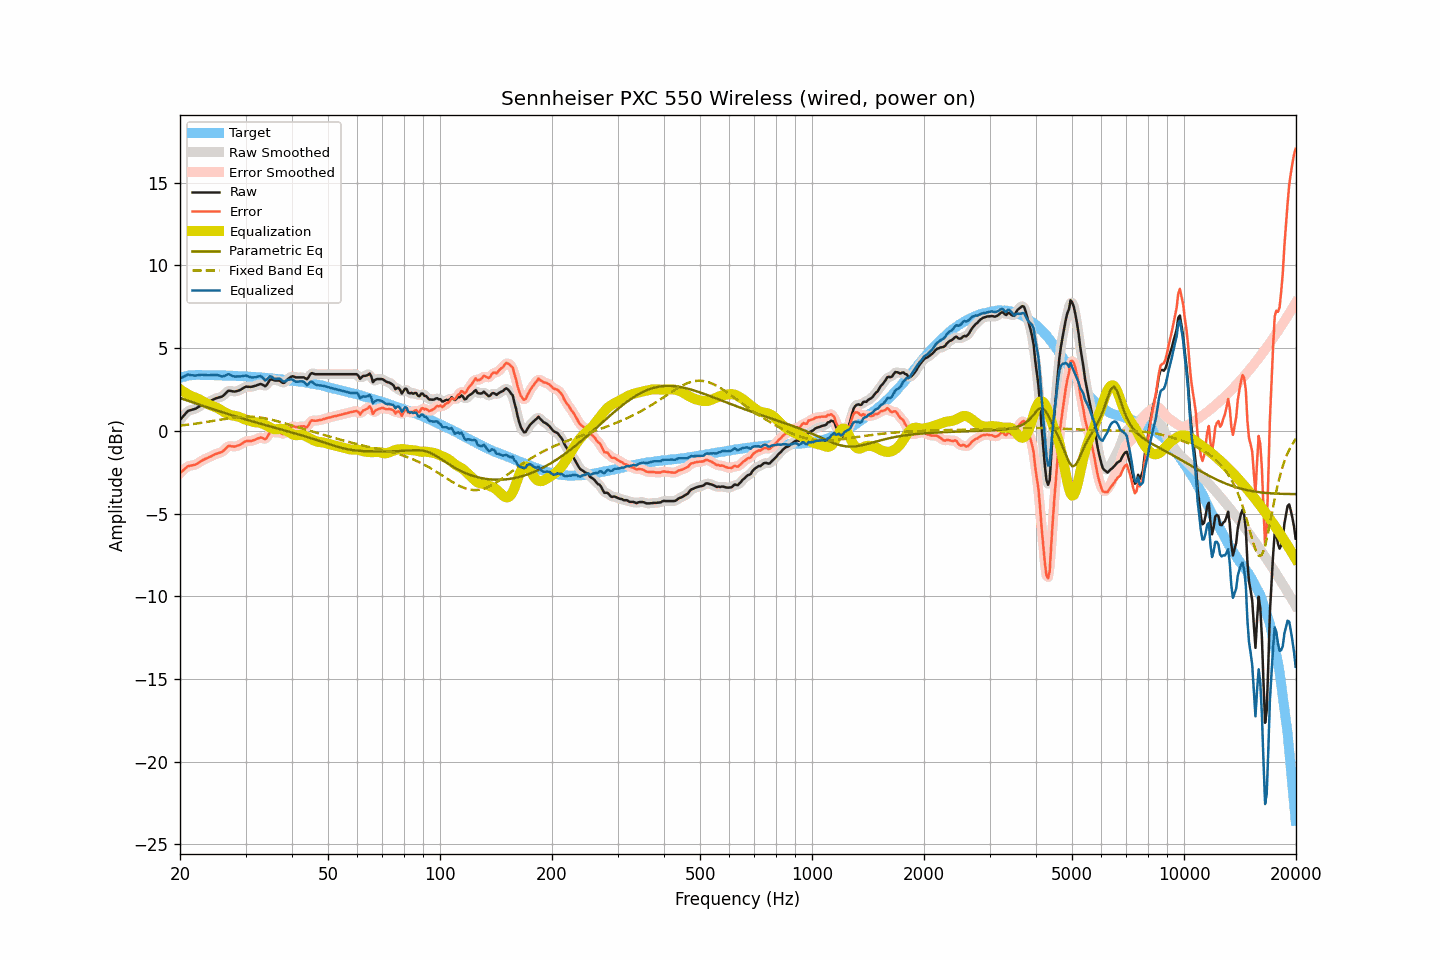 Sennheiser PXC 550 Wireless (wired, power on)
Target
Raw Smoothed
Error Smoothed
Raw
Error
Equalization
Parametric Eq
Fixed Band Eq
Equalized
15
10
5
0
−5
−10
−15
−20
−25
Amplitude (dBr)
20 50 100 200 500 1000 2000 5000 10000 20000
Frequency (Hz)